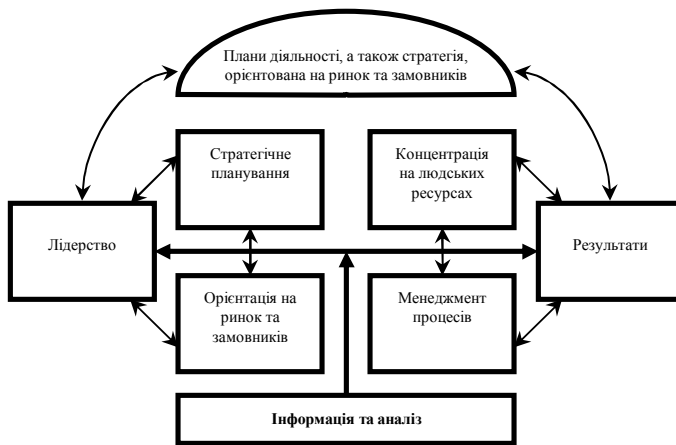 Плани діяльності, а також стратегія,
орієнтована на ринок та замовників
Стратегічне
планування
Концентрація
на людських
ресурсах
Лідерство
Результати
Орієнтація на
ринок та
замовників
Менеджмент
процесів
Інформація та аналіз